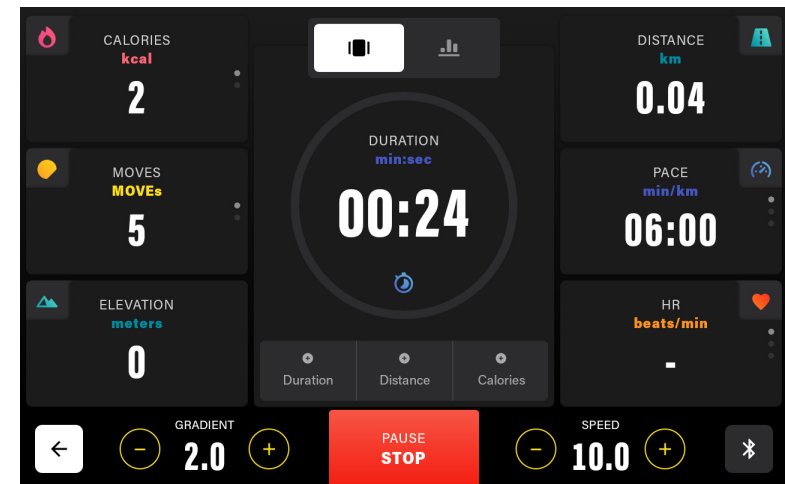 CALORIES
kcal
2
MOVES
MOVEs
5
ELEVATION
meters
0
DURATION
min:sec
00:24
Duration
Distance
Calories
DISTANCE
km
0.04
PACE
min/km
06:00
HR
beats/min
-
GRADIENT
2.0
PAUSE
STOP
SPEED
10.0